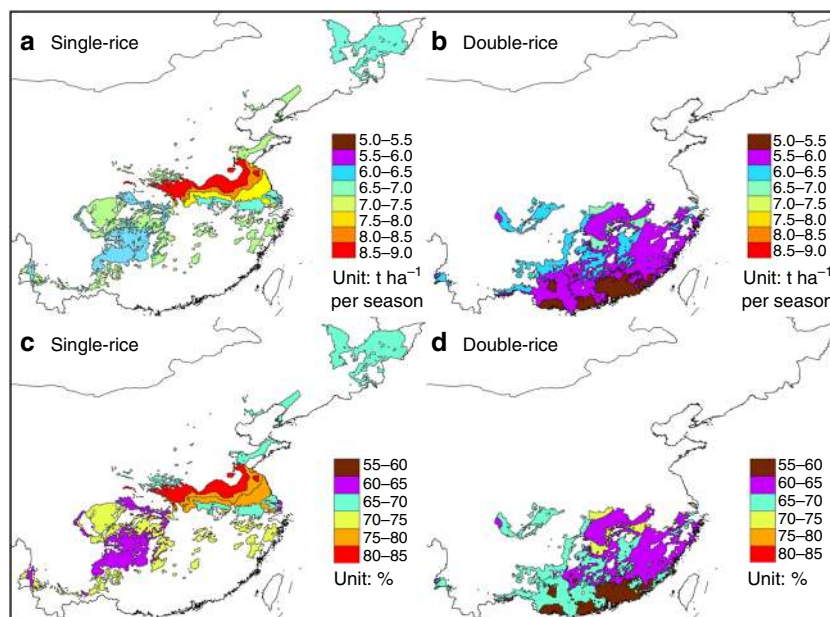 a Single-rice
5.0–5.5
5.5–6.0
6.0–6.5
6.5–7.0
7.0–7.5
7.5–8.0
8.0–8.5
8.5–9.0
Unit: t ha⁻¹
per season
b Double-rice
5.0–5.5
5.5–6.0
6.0–6.5
6.5–7.0
7.0–7.5
7.5–8.0
8.0–8.5
8.5–9.0
Unit: t ha⁻¹
per season
c Single-rice
55–60
60–65
65–70
70–75
75–80
80–85
Unit: %
d Double-rice
55–60
60–65
65–70
70–75
75–80
80–85
Unit: %